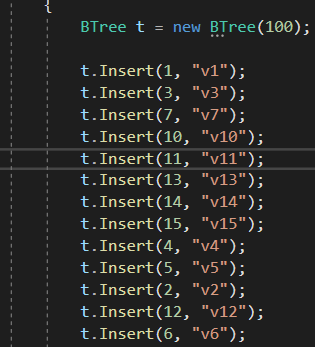 {
BTree t = new BTree(100);
t.Insert(1, "v1");
t.Insert(3, "v3");
t.Insert(7, "v7");
t.Insert(10, "v10");
t.Insert(11, "v11");
t.Insert(13, "v13");
t.Insert(14, "v14");
t.Insert(15, "v15");
t.Insert(4, "v4");
t.Insert(5, "v5");
t.Insert(2, "v2");
t.Insert(12, "v12");
t.Insert(6, "v6");